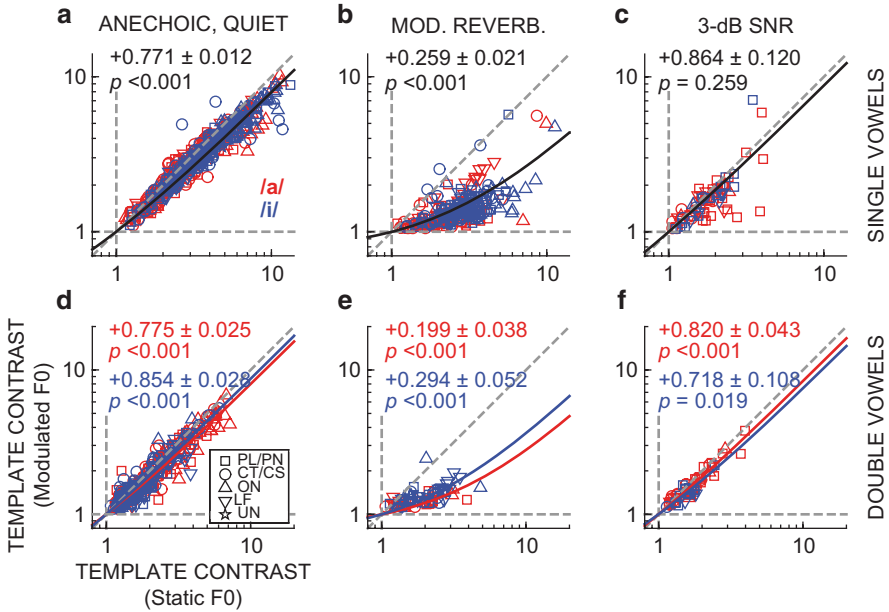 a ANECHOIC, QUIET
b MOD. REVERB.
c 3-dB SNR
+0.771 ± 0.012
p <0.001
+0.259 ± 0.021
p <0.001
+0.864 ± 0.120
p = 0.259
10
1
/a/
/i/
1 10
10
1
1 10
10
1
1 10
SINGLE VOWELS
d
e
f
+0.775 ± 0.025
p <0.001
+0.854 ± 0.028
p <0.001
+0.199 ± 0.038
p <0.001
+0.294 ± 0.052
p <0.001
+0.820 ± 0.043
p <0.001
+0.718 ± 0.108
p = 0.019
10
1
PL/PN
CT/CS
ON
LF
UN
1 10
10
1
1 10
10
1
1 10
DOUBLE VOWELS
TEMPLATE CONTRAST
(Modulated F0)
TEMPLATE CONTRAST
(Static F0)